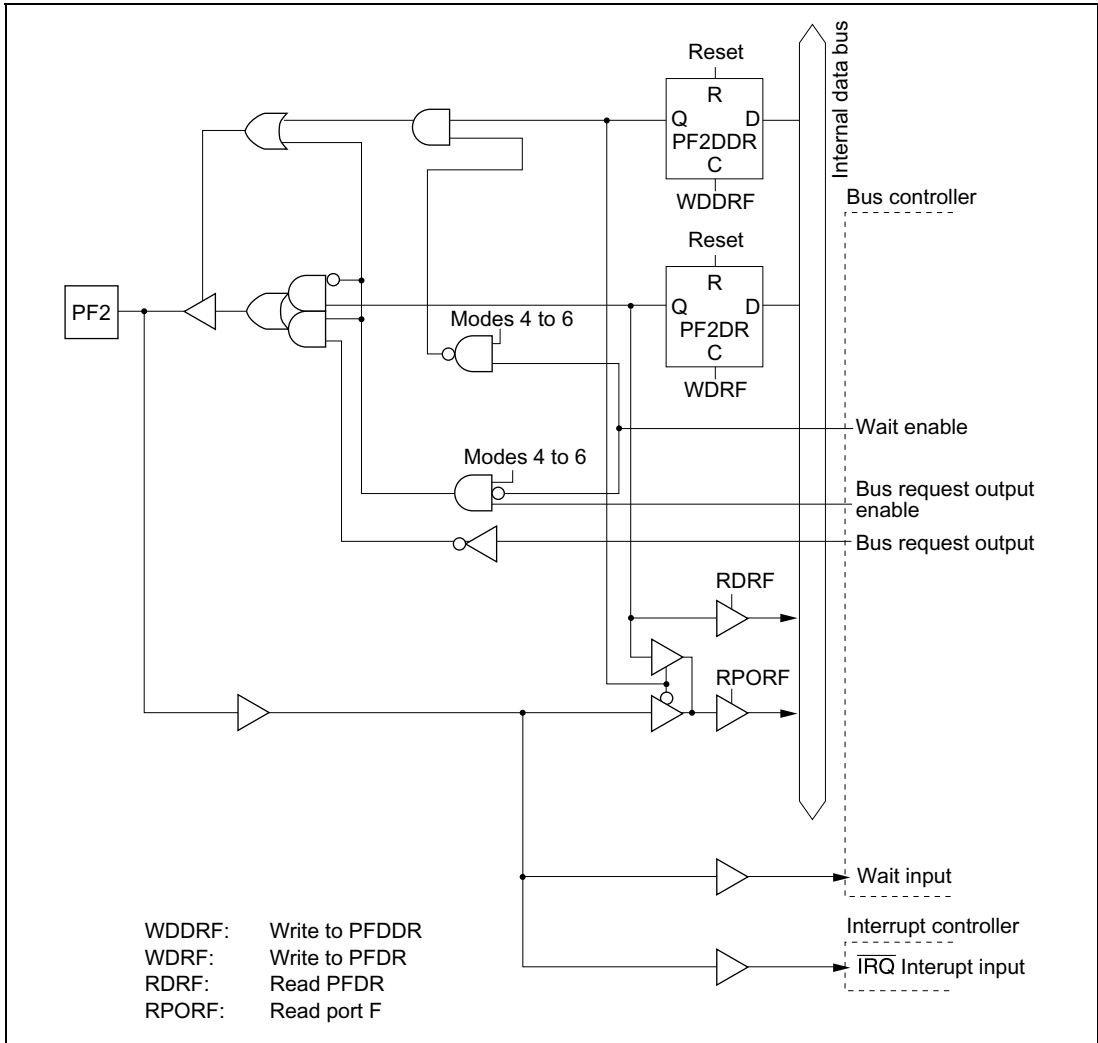 Reset
R
Q D
PF2DDR
C
WDDRF
Internal data bus
Bus controller
Reset
R
Q D
PF2DR
C
WDRF
PF2
Modes 4 to 6
Wait enable
Modes 4 to 6
Bus request output
enable
Bus request output
RDRF
RPORF
Wait input
Interrupt controller
IRQ Interupt input
WDDRF: Write to PFDDR
WDRF: Write to PFDR
RDRF: Read PFDR
RPORF: Read port F